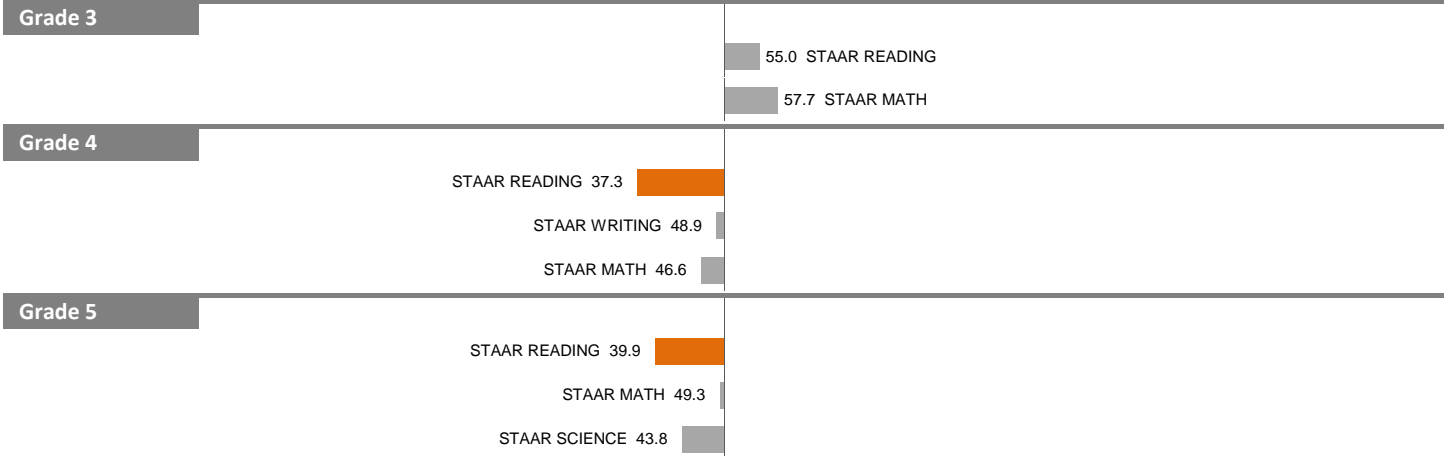 Grade 3
55.0 STAAR READING
57.7 STAAR MATH
Grade 4
STAAR READING 37.3
STAAR WRITING 48.9
STAAR MATH 46.6
Grade 5
STAAR READING 39.9
STAAR MATH 49.3
STAAR SCIENCE 43.8